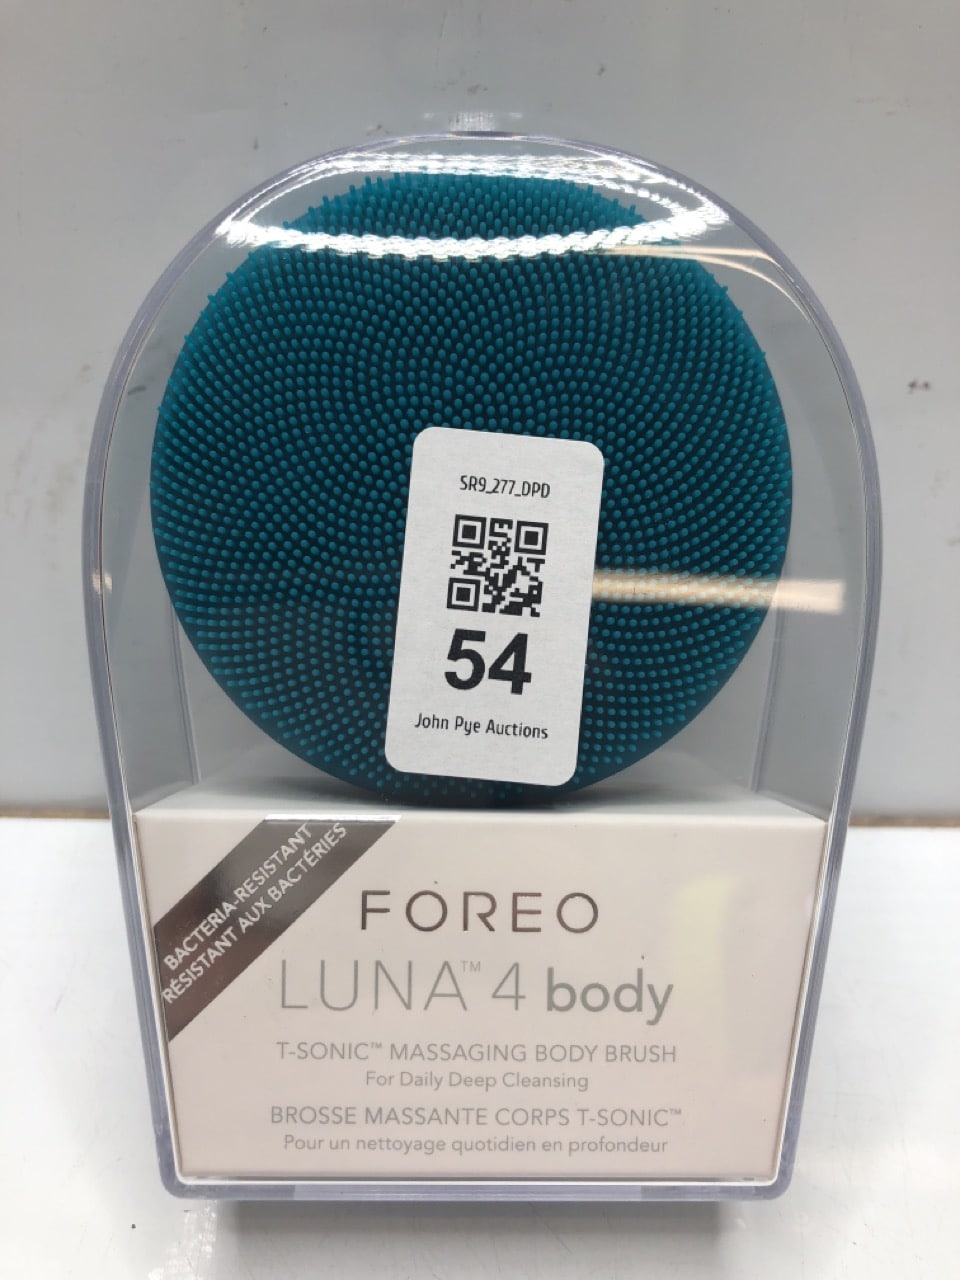 SR9_277_DPD
54
John Pye Auctions
BACTERIA-RESISTANT
RÉSISTANT AUX BACTÉRIES
FOREO
LUNA™ 4 body
T-SONIC™ MASSAGING BODY BRUSH
For Daily Deep Cleansing
BROSSE MASSANTE CORPS T-SONIC™
Pour un nettoyage quotidien en profondeur